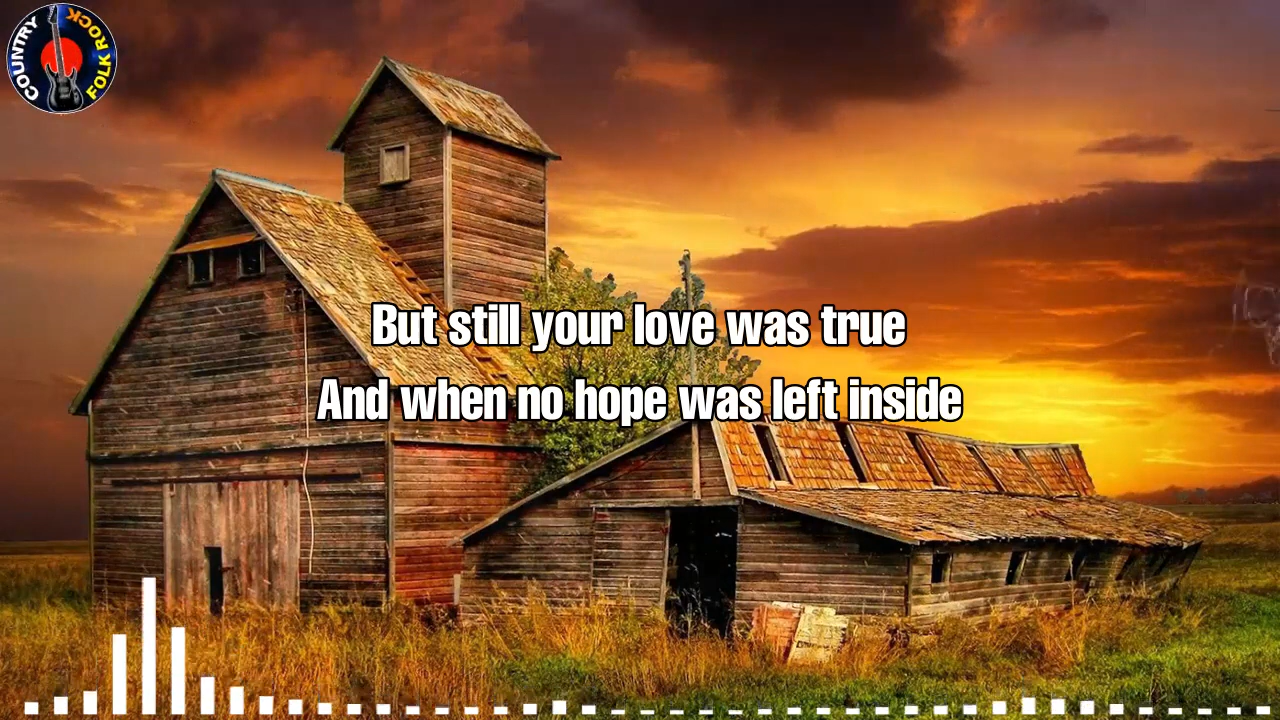 COUNTRY
FOLK ROCK
But still your love was true
And when no hope was left inside